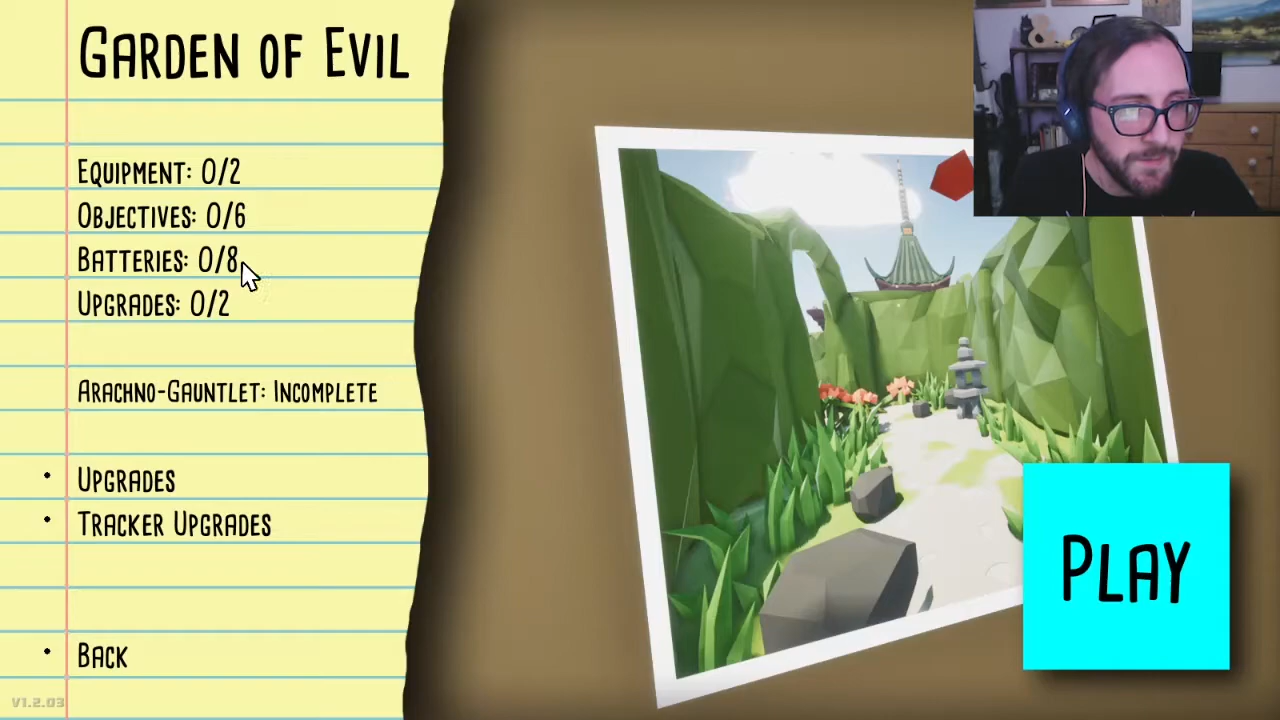 GARDEN OF EVIL
EQUIPMENT: 0/2
OBJECTIVES: 0/6
BATTERIES: 0/8
UPGRADES: 0/2
ARACHNO-GAUNTLET: INCOMPLETE
• UPGRADES
• TRACKER UPGRADES
• BACK
PLAY
V1.2.03